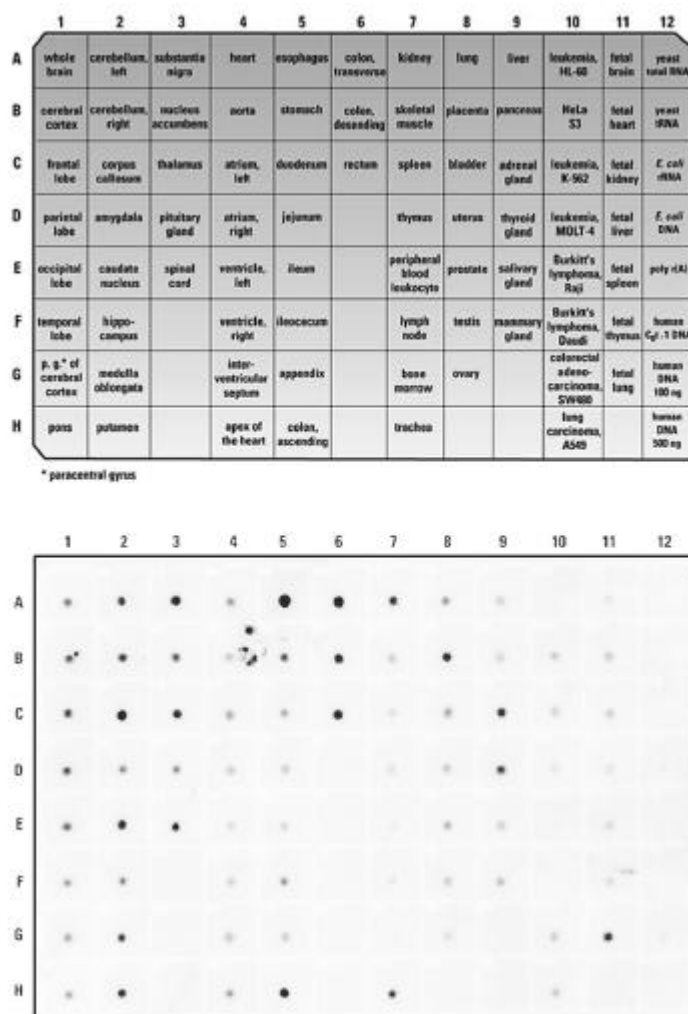 1 2 3 4 5 6 7 8 9 10 11 12
A whole brain cerebellum, left substantia nigra heart esophagus colon, transverse kidney lung liver leukemia, HL-60 fetal brain yeast total RNA
B cerebral cortex cerebellum, right nucleus accumbens aorta stomach colon, desending skeletal muscle placenta pancreas HeLa S3 fetal heart yeast tRNA
C frontal lobe corpus callosum thalamus atrium, left duodenum rectum spleen bladder adrenal gland leukemia, K-562 fetal kidney E. coli rRNA
D parietal lobe amygdala pituitary gland atrium, right jejunum thymus uterus thyroid gland leukemia, MOLT-4 fetal liver E. coli DNA
E occipital lobe caudate nucleus spinal cord ventricle, left ileum peripheral blood leukocyte prostate salivary gland Burkitt's lymphoma, Raji fetal spleen poly r(A)
F temporal lobe hippo- campus ventricle, right ileocecum lymph node testis mammary gland Burkitt's lymphoma, Daudi fetal thymus human C0t .1 DNA
G p. g.* of cerebral cortex medulla oblongata inter- ventricular septum appendix bone marrow ovary colorectal adeno- carcinoma, SW480 fetal lung human DNA 100 ng
H pons putamen apex of the heart colon, ascending trachea lung carcinoma, A549 human DNA 500 ng
* paracentral gyrus
1 2 3 4 5 6 7 8 9 10 11 12
A
B
C
D
E
F
G
H